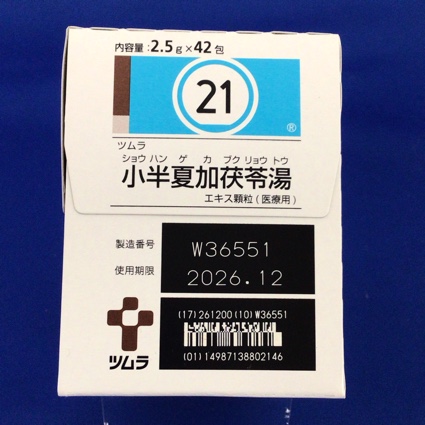 内容量:2.5g×42包
21
®
ツムラ
ショウ ハン ゲ カ ブク リョウ トウ
小半夏加茯苓湯
エキス顆粒(医療用)
製造番号 W36551
使用期限 2026.12
(17)261200(10)W36551
(01)14987138802146
ツムラ